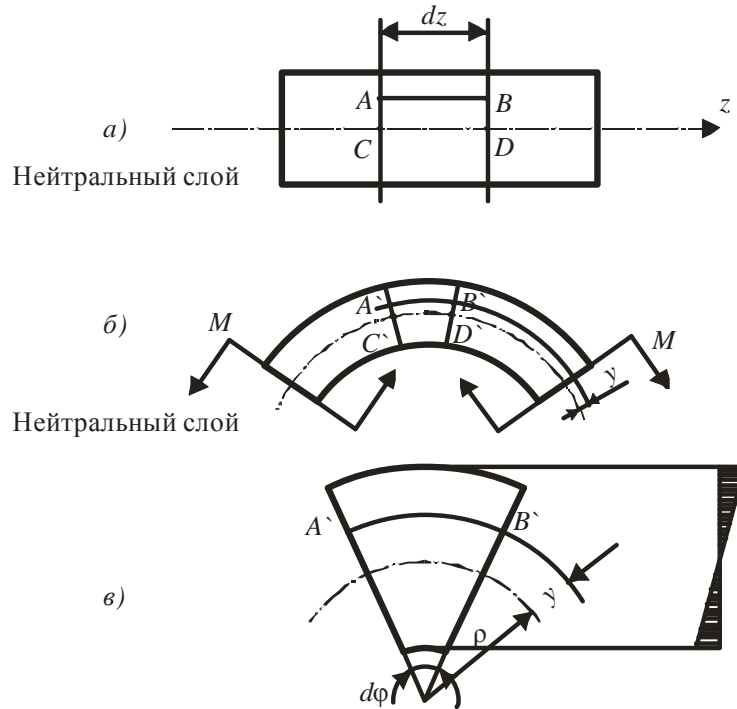 dz
A B z
а)
C D
Нейтральный слой
б) M A` B` M
C` D`
y
Нейтральный слой
A` B`
в) y
ρ
dφ